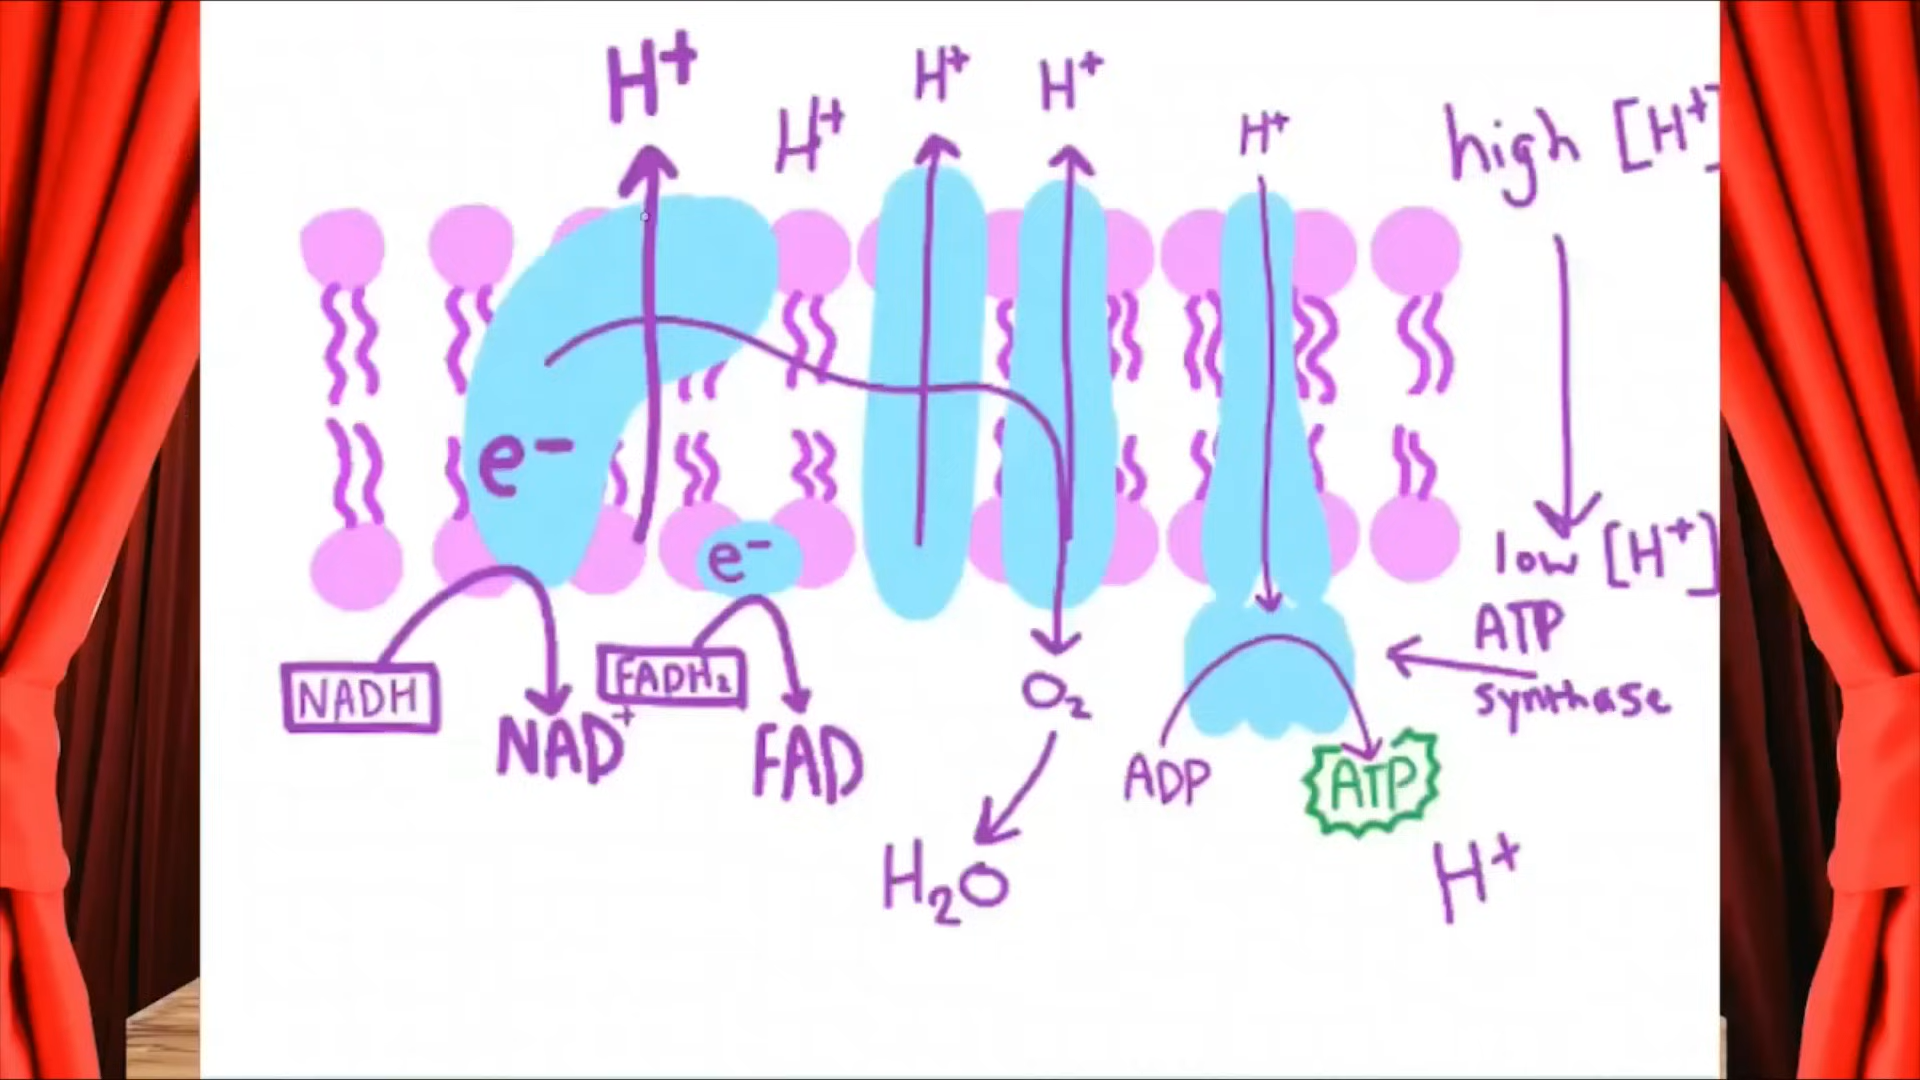 H+
H+
H+
H+
H+
high [H+]
e-
e-
low [H+]
ATP
synthase
NADH
NAD+
FADH2
FAD
O2
ADP
ATP
H2O
H+